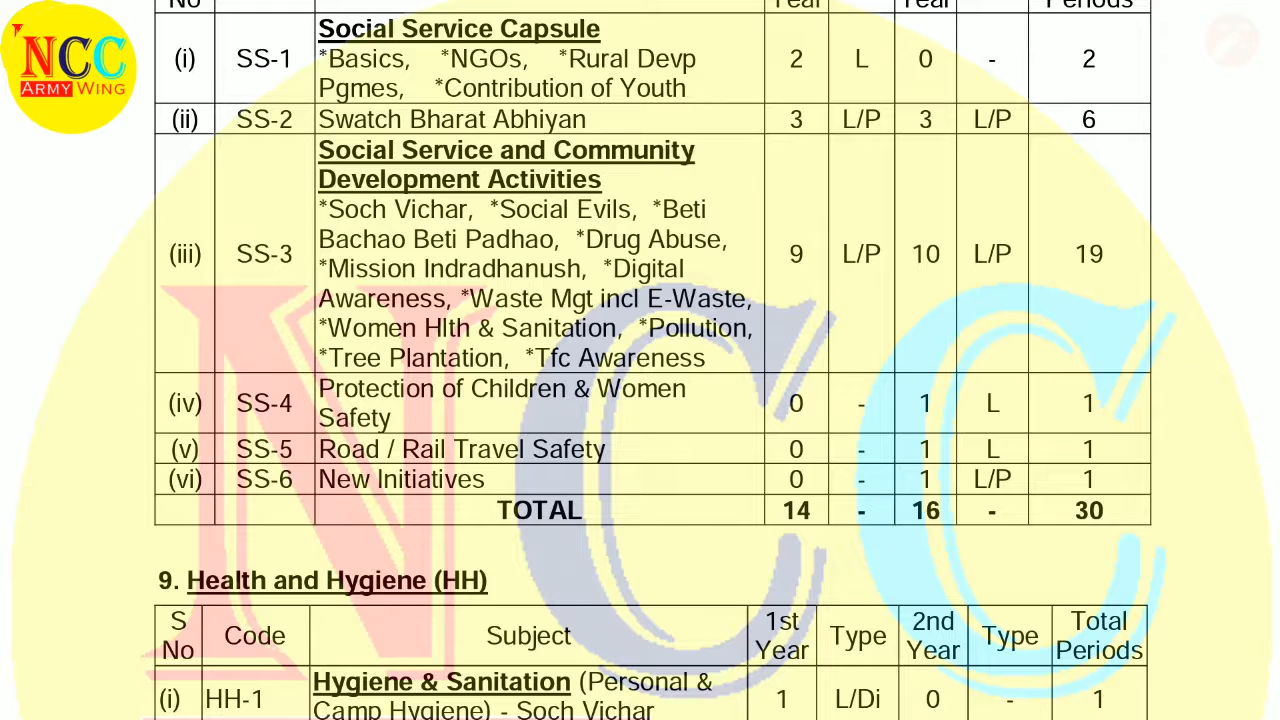 NCC
ARMY WING
No Year Year Periods
(i) SS-1 Social Service Capsule 2 L 0 - 2
*Basics, *NGOs, *Rural Devp
Pgmes, *Contribution of Youth
(ii) SS-2 Swatch Bharat Abhiyan 3 L/P 3 L/P 6
(iii) SS-3 Social Service and Community 9 L/P 10 L/P 19
Development Activities
*Soch Vichar, *Social Evils, *Beti
Bachao Beti Padhao, *Drug Abuse,
*Mission Indradhanush, *Digital
Awareness, *Waste Mgt incl E-Waste,
*Women Hlth & Sanitation, *Pollution,
*Tree Plantation, *Tfc Awareness
(iv) SS-4 Protection of Children & Women 0 - 1 L 1
Safety
(v) SS-5 Road / Rail Travel Safety 0 - 1 L 1
(vi) SS-6 New Initiatives 0 - 1 L/P 1
TOTAL 14 - 16 - 30
9. Health and Hygiene (HH)
S No Code Subject 1st Year Type 2nd Year Type Total Periods
(i) HH-1 Hygiene & Sanitation (Personal & 1 L/Di 0 - 1
Camp Hygiene) - Soch Vichar
NCC